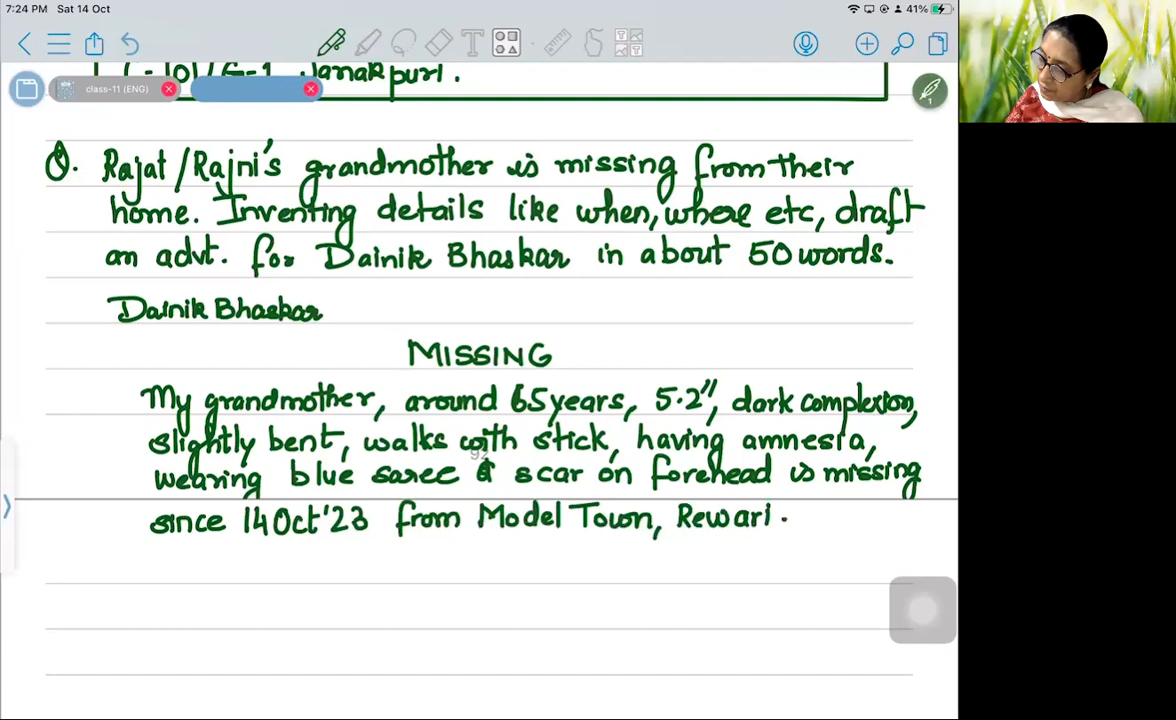 7:24 PM Sat 14 Oct
41%
Janakpuri.
class-11 (ENG)
1
Q. Rajat/Rajni's grandmother is missing from their
home. Inventing details like when, where etc, draft
an advt. for Dainik Bhaskar in about 50 words.
Dainik Bhaskar
MISSING
My grandmother, around 65 years, 5.2", dark complexion,
slightly bent, walks with stick, having amnesia,
92
wearing blue saree & scar on forehead is missing
since 14 Oct'23 from Model Town, Rewari.